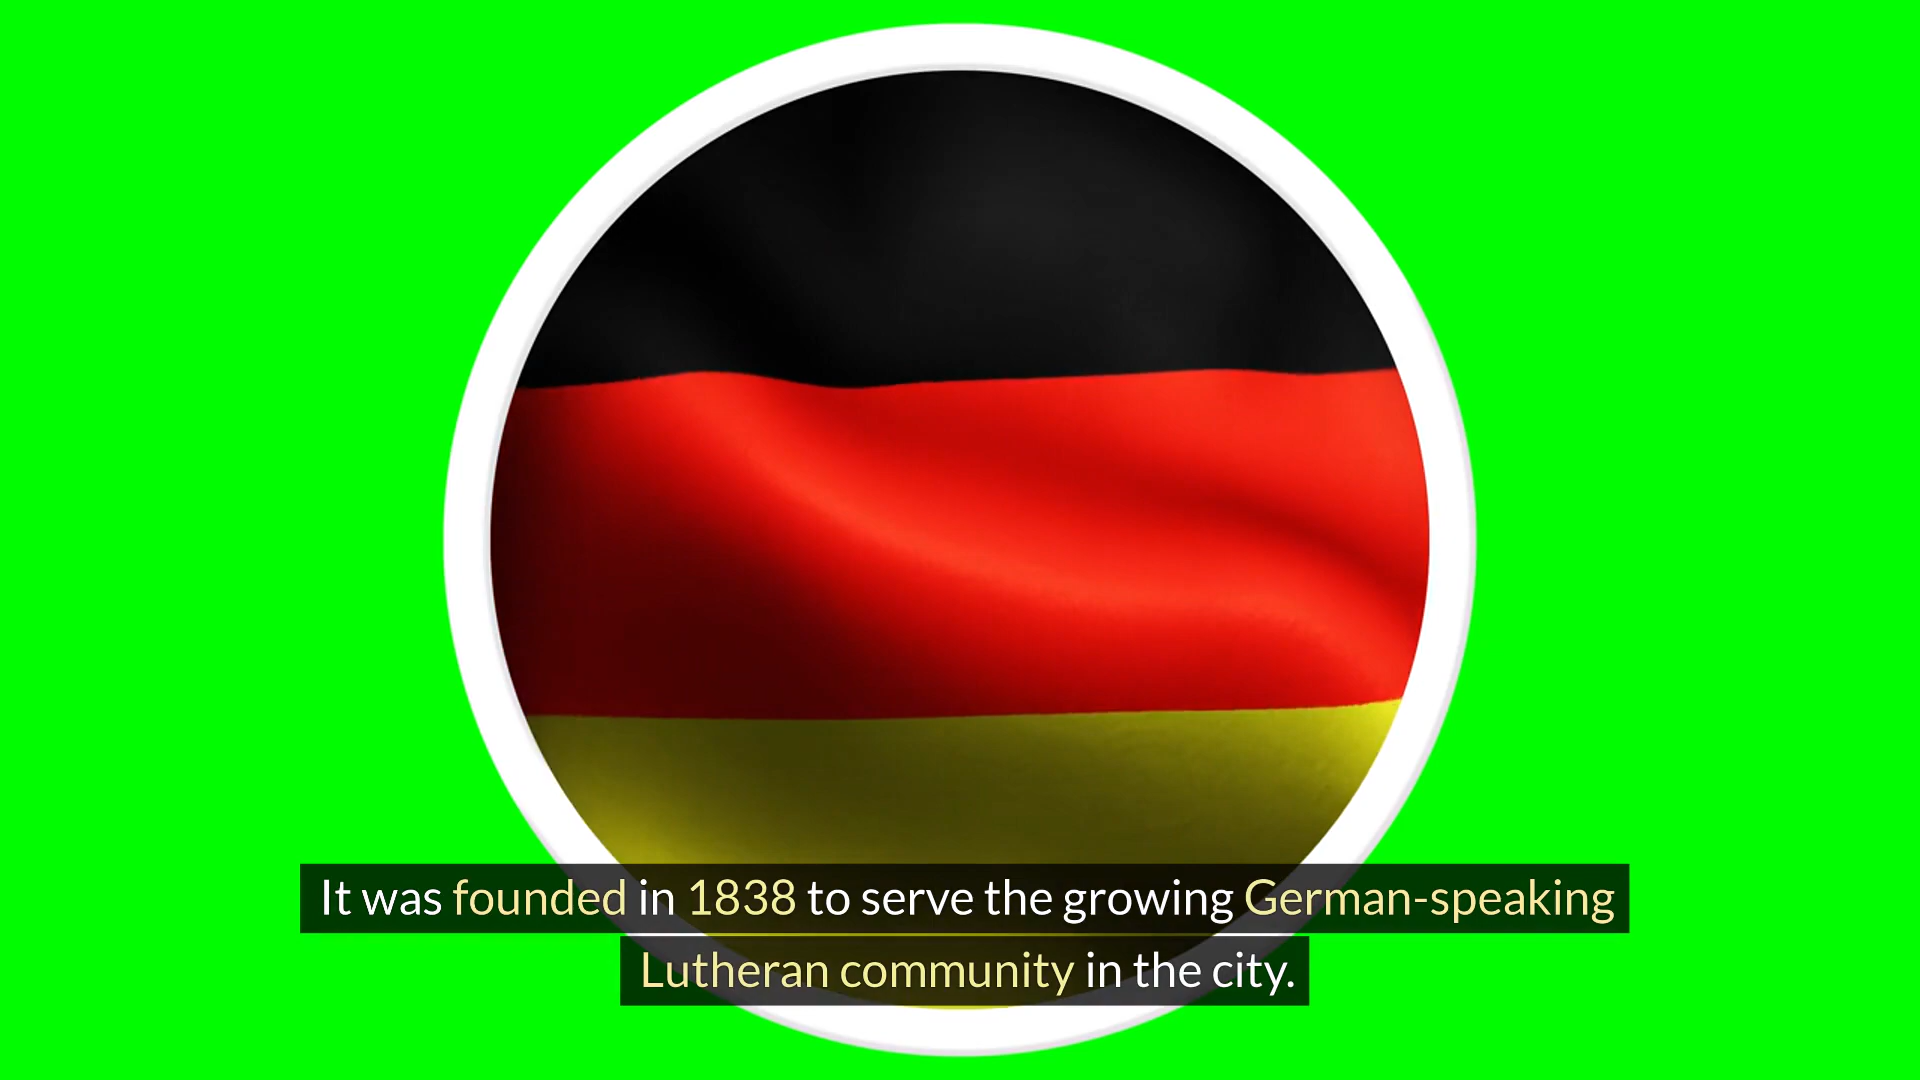 It was founded in 1838 to serve the growing German-speaking
Lutheran community in the city.